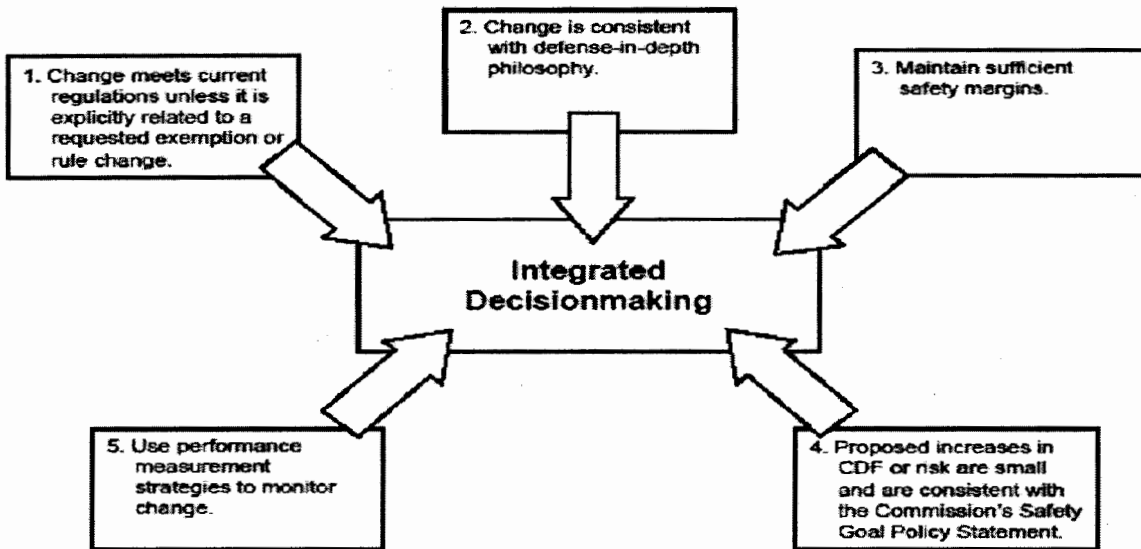 1. Change meets current
regulations unless it is
explicitly related to a
requested exemption or
rule change.
2. Change is consistent
with defense-in-depth
philosophy.
3. Maintain sufficient
safety margins.
Integrated
Decisionmaking
5. Use performance
measurement
strategies to monitor
change.
4. Proposed increases in
CDF or risk are small
and are consistent with
the Commission's Safety
Goal Policy Statement.